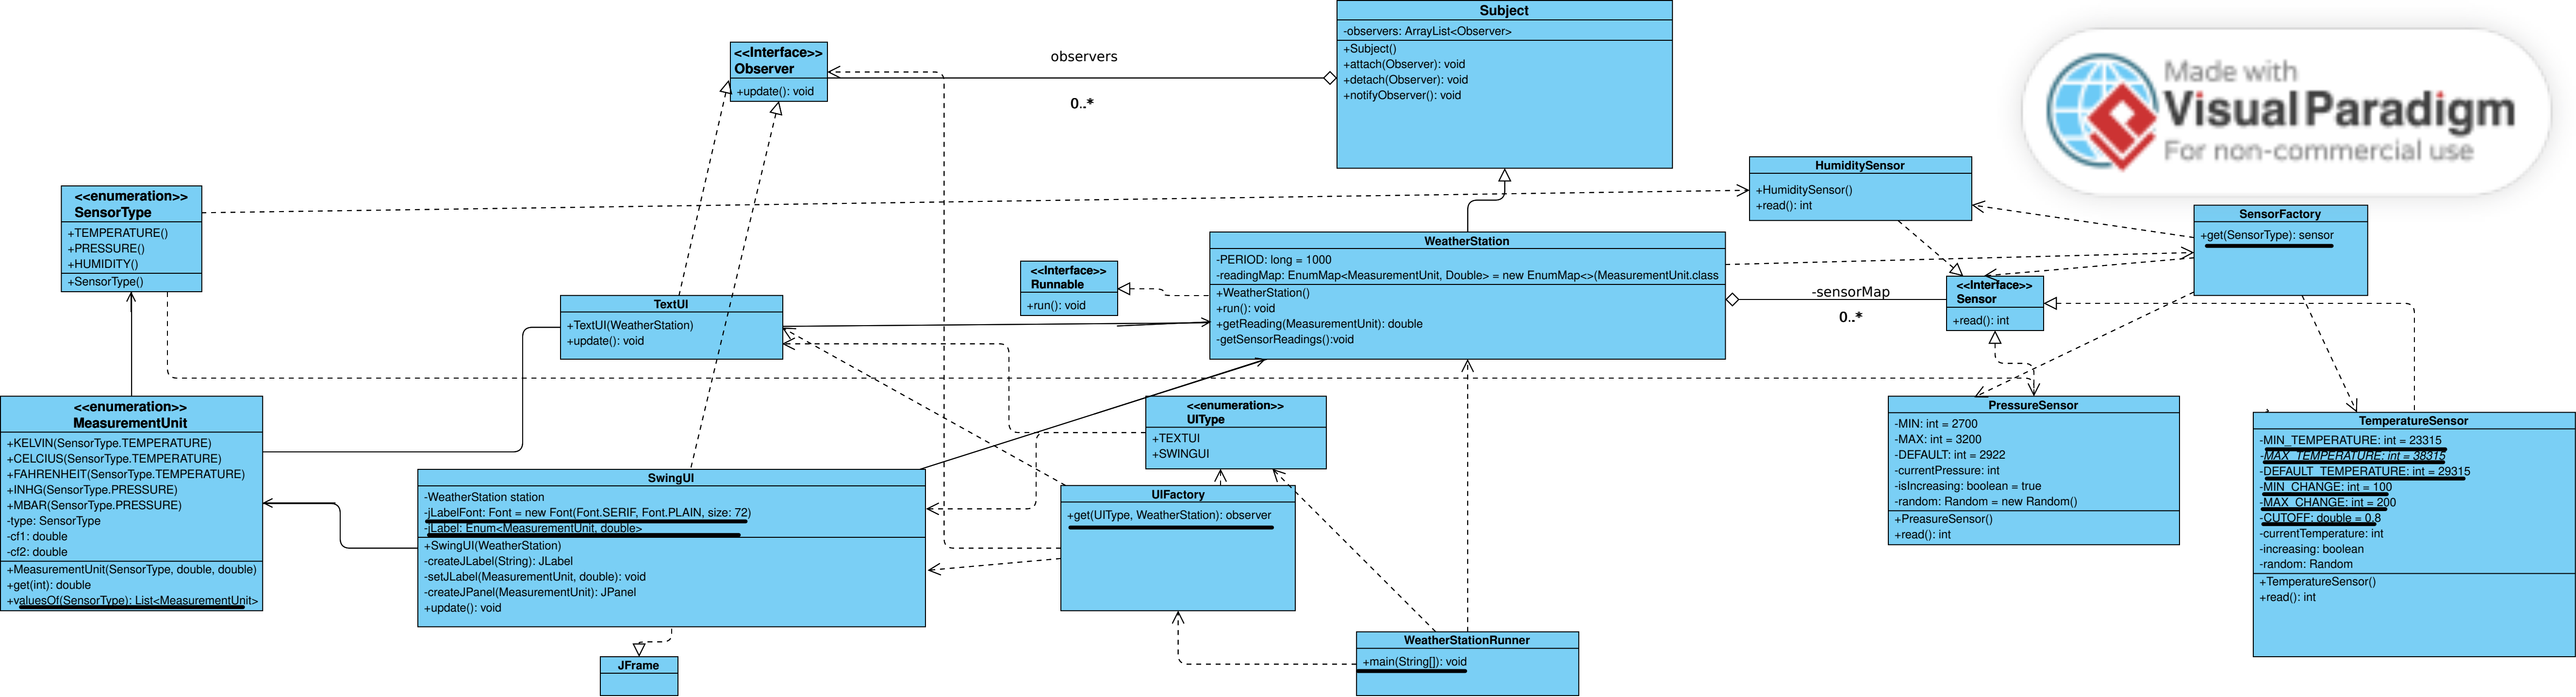 Subject
-observers: ArrayList<Observer>
+Subject()
+attach(Observer): void
+detach(Observer): void
+notifyObserver(): void
<<Interface>>
Observer
+update(): void
observers
0..*
Made with
Visual Paradigm
For non-commercial use
HumiditySensor
+HumiditySensor()
+read(): int
<<enumeration>>
SensorType
+TEMPERATURE()
+PRESSURE()
+HUMIDITY()
+SensorType()
SensorFactory
+get(SensorType): sensor
WeatherStation
-PERIOD: long = 1000
-readingMap: EnumMap<MeasurementUnit, Double> = new EnumMap<>(MeasurementUnit.class
+WeatherStation()
+run(): void
+getReading(MeasurementUnit): double
-getSensorReadings():void
<<Interface>>
Runnable
+run(): void
-sensorMap
0..*
<<Interface>>
Sensor
+read(): int
TextUI
+TextUI(WeatherStation)
+update(): void
<<enumeration>>
MeasurementUnit
+KELVIN(SensorType.TEMPERATURE)
+CELCIUS(SensorType.TEMPERATURE)
+FAHRENHEIT(SensorType.TEMPERATURE)
+INHG(SensorType.PRESSURE)
+MBAR(SensorType.PRESSURE)
-type: SensorType
-cf1: double
-cf2: double
+MeasurementUnit(SensorType, double, double)
+get(int): double
+valuesOf(SensorType): List<MeasurementUnit>
<<enumeration>>
UIType
+TEXTUI
+SWINGUI
PressureSensor
-MIN: int = 2700
-MAX: int = 3200
-DEFAULT: int = 2922
-currentPressure: int
-isIncreasing: boolean = true
-random: Random = new Random()
+PreasureSensor()
+read(): int
TemperatureSensor
-MIN_TEMPERATURE: int = 23315
-MAX_TEMPERATURE: int = 38315
-DEFAULT_TEMPERATURE: int = 29315
-MIN_CHANGE: int = 100
-MAX_CHANGE: int = 200
-CUTOFF: double = 0.8
-currentTemperature: int
-increasing: boolean
-random: Random
+TemperatureSensor()
+read(): int
SwingUI
-WeatherStation station
-jLabelFont: Font = new Font(Font.SERIF, Font.PLAIN, size: 72)
-jLabel: Enum<MeasurementUnit, double>
+SwingUI(WeatherStation)
-createJLabel(String): JLabel
-setJLabel(MeasurementUnit, double): void
-createJPanel(MeasurementUnit): JPanel
+update(): void
UIFactory
+get(UIType, WeatherStation): observer
WeatherStationRunner
+main(String[]): void
JFrame